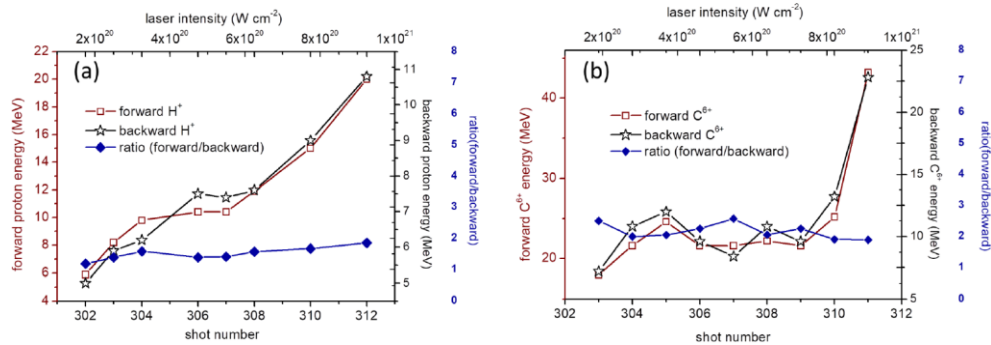 laser intensity (W cm⁻²)
2x10²⁰ 4x10²⁰ 6x10²⁰ 8x10²⁰ 1x10²¹
(a)
forward H⁺
backward H⁺
ratio (forward/backward)
forward proton energy (MeV)
22
20
18
16
14
12
10
8
6
4
backward proton energy (MeV)
11
10
9
8
7
6
5
ratio(forward/backward)
8
7
6
5
4
3
2
1
0
302 304 306 308 310 312
shot number
laser intensity (W cm⁻²)
2x10²⁰ 4x10²⁰ 6x10²⁰ 8x10²⁰ 1x10²¹
(b)
forward C⁶⁺
backward C⁶⁺
ratio (forward/backward)
forward C⁶⁺ energy (MeV)
40
30
20
backward C⁶⁺ energy (MeV)
25
20
15
10
5
ratio(forward/backward)
8
7
6
5
4
3
2
1
0
302 303 304 305 306 307 308 309 310 311 312
shot number